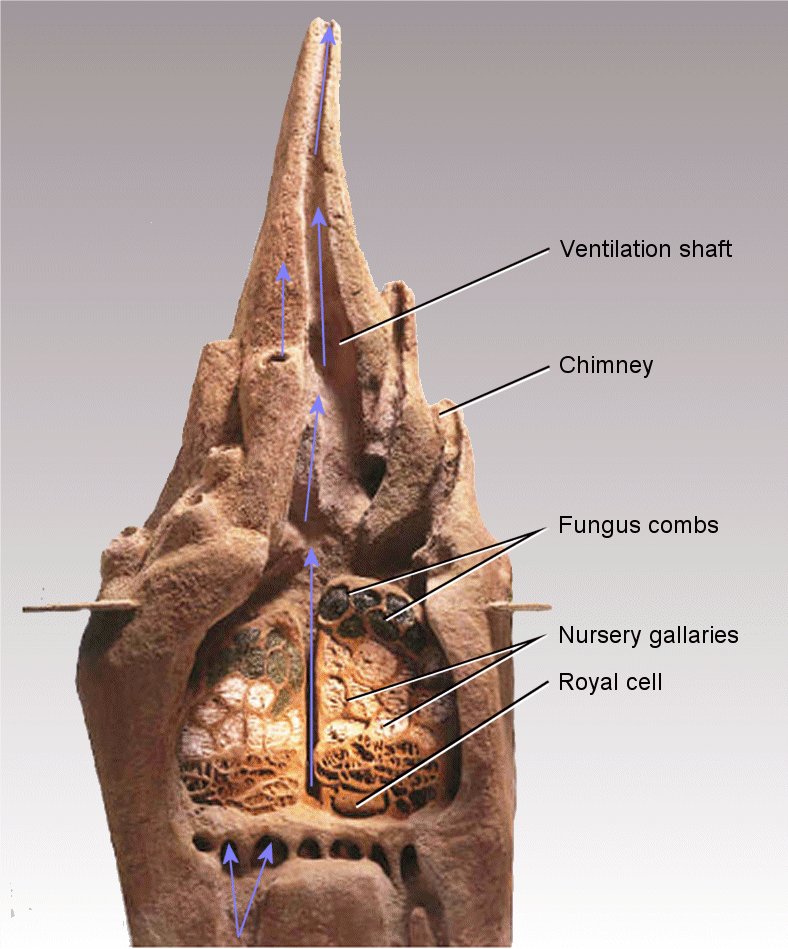 Ventilation shaft
Chimney
Fungus combs
Nursery gallaries
Royal cell